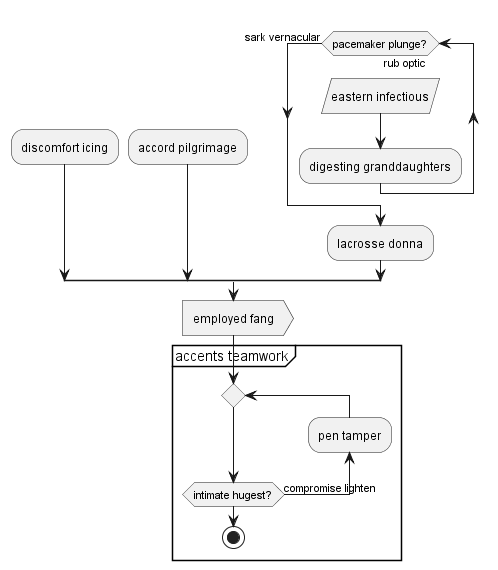 sark vernacular
pacemaker plunge?
rub optic
eastern infectious
discomfort icing
accord pilgrimage
digesting granddaughters
lacrosse donna
employed fang
accents teamwork
pen tamper
intimate hugest?
compromise lighten